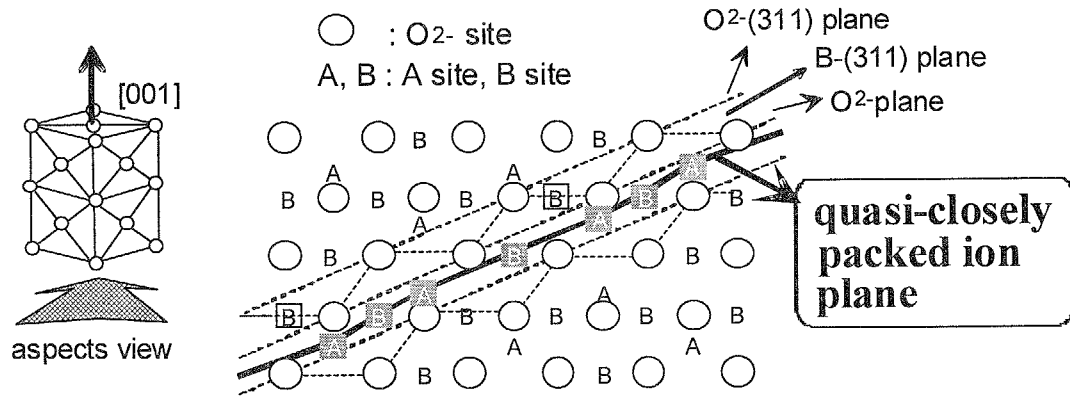 [001]
aspects view
: O2- site
A, B : A site, B site
O2-(311) plane
B-(311) plane
O2-plane
B B
A A A
B B B B B B
A A
B B B
A A
B B B B B B
A A A
B B
quasi-closely
packed ion
plane